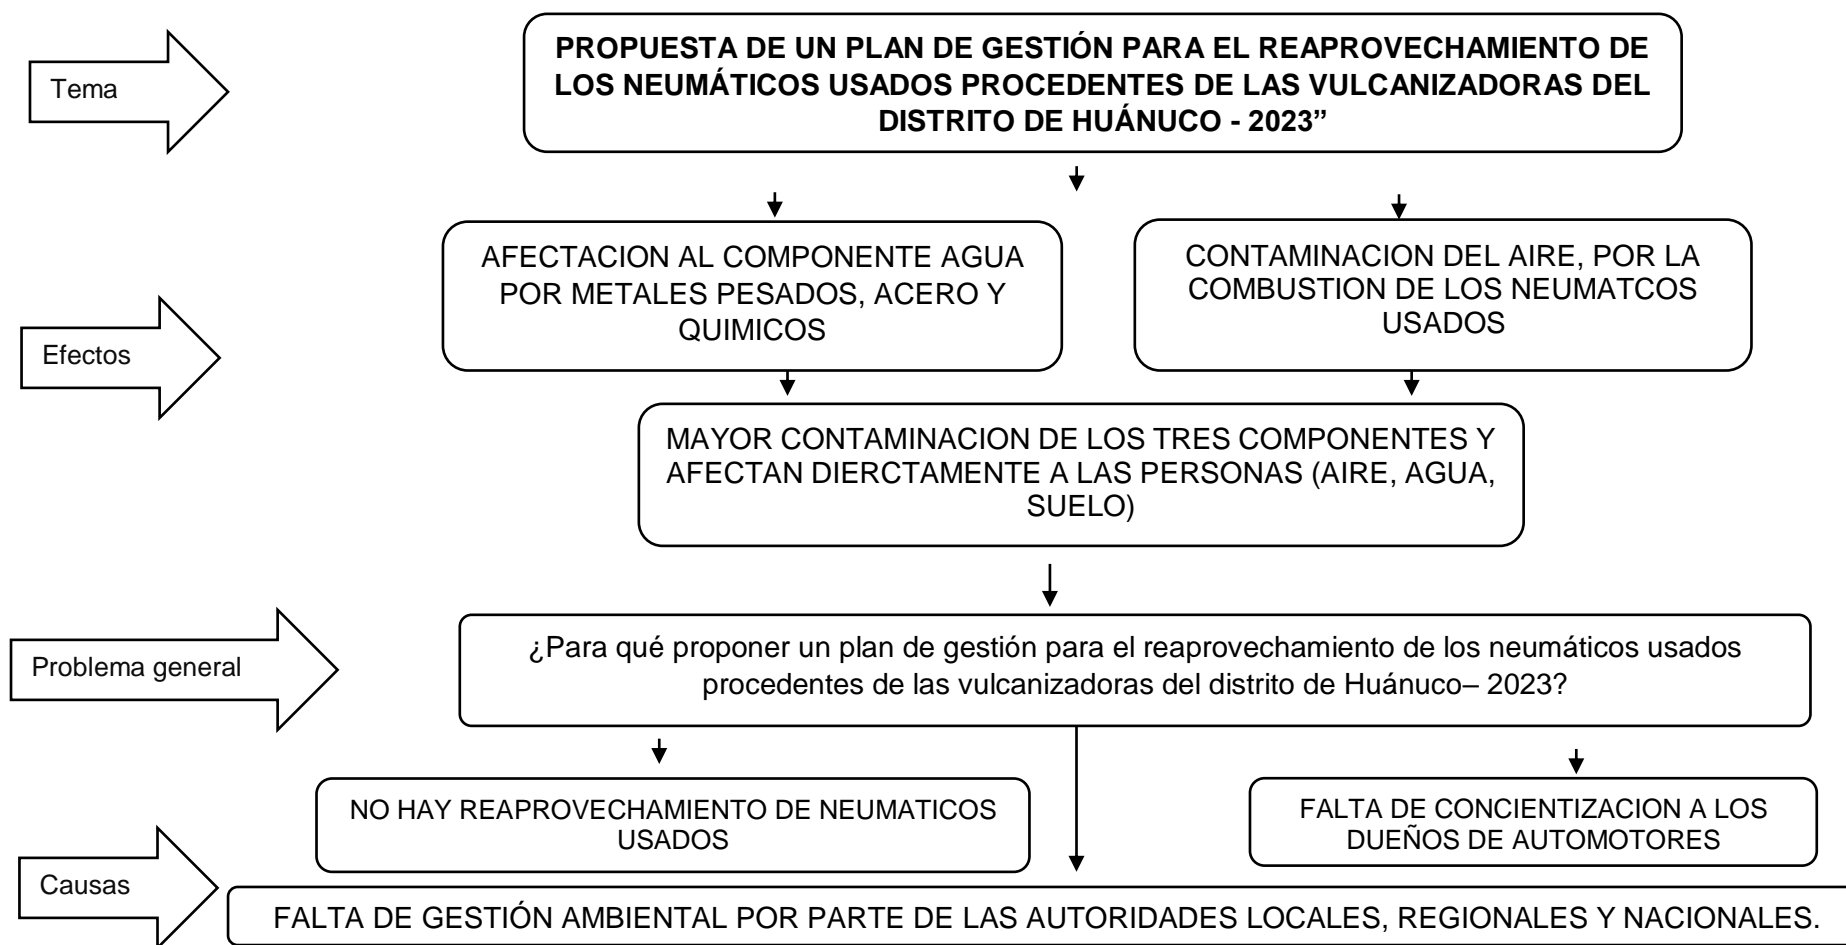 Tema
PROPUESTA DE UN PLAN DE GESTIÓN PARA EL REAPROVECHAMIENTO DE
LOS NEUMÁTICOS USADOS PROCEDENTES DE LAS VULCANIZADORAS DEL
DISTRITO DE HUÁNUCO - 2023”
Efectos
AFECTACION AL COMPONENTE AGUA
POR METALES PESADOS, ACERO Y
QUIMICOS
CONTAMINACION DEL AIRE, POR LA
COMBUSTION DE LOS NEUMATCOS
USADOS
MAYOR CONTAMINACION DE LOS TRES COMPONENTES Y
AFECTAN DIERCTAMENTE A LAS PERSONAS (AIRE, AGUA,
SUELO)
Problema general
¿Para qué proponer un plan de gestión para el reaprovechamiento de los neumáticos usados
procedentes de las vulcanizadoras del distrito de Huánuco– 2023?
Causas
NO HAY REAPROVECHAMIENTO DE NEUMATICOS
USADOS
FALTA DE CONCIENTIZACION A LOS
DUEÑOS DE AUTOMOTORES
FALTA DE GESTIÓN AMBIENTAL POR PARTE DE LAS AUTORIDADES LOCALES, REGIONALES Y NACIONALES.